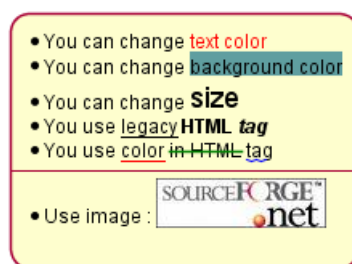 • You can change text color
• You can change background color
• You can change size
• You use legacy HTML tag
• You use color in HTML tag
• Use image : SOURCEFORGE™
.net